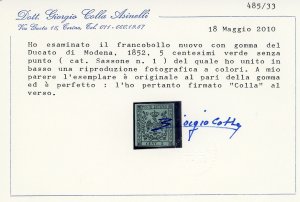 485/33
Dott. Giorgio Colla Asinelli
18 Maggio 2010
Ho esaminato il francobollo nuovo con gomma del
Ducato di Modena, 1852, 5 centesimi verde senza
punto ( cat. Sassone n. 1 ) del quale ho unito in
basso una riproduzione fotografica a colori. A mio
parere l'esemplare è originale al pari della gomma
ed è perfetto : l'ho pertanto firmato "Colla" al
verso.
Giorgio Colla
CENT. 5